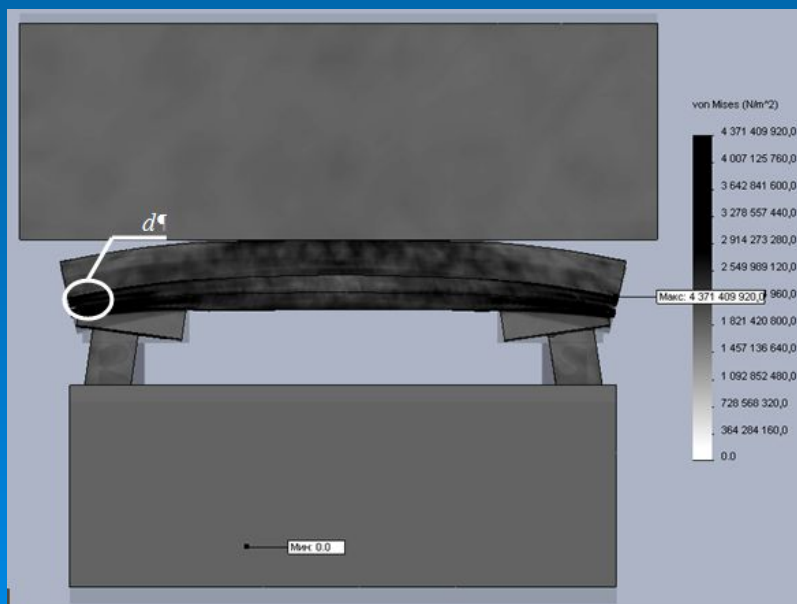 d¶
von Mises (N/m^2)
4 371 409 920,0
4 007 125 760,0
3 642 841 600,0
3 278 557 440,0
2 914 273 280,0
2 549 989 120,0
960,0
Макс: 4 371 409 920,0
1 821 420 800,0
1 457 136 640,0
1 092 852 480,0
728 568 320,0
364 284 160,0
0.0
Мин: 0.0